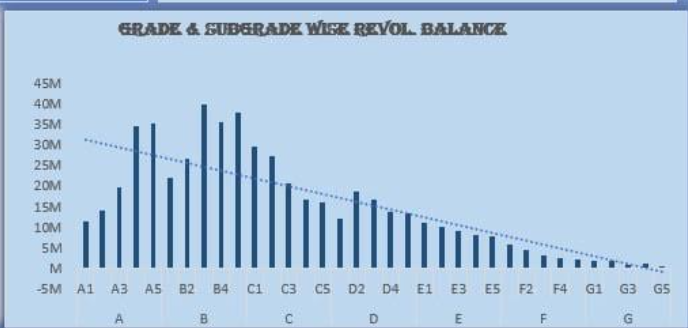 GRADE & SUBGRADE WISE REVOL. BALANCE
45M
40M
35M
30M
25M
20M
15M
10M
5M
M
-5M
A1 A3 A5 B2 B4 C1 C3 C5 D2 D4 E1 E3 E5 F2 F4 G1 G3 G5
A B C D E F G